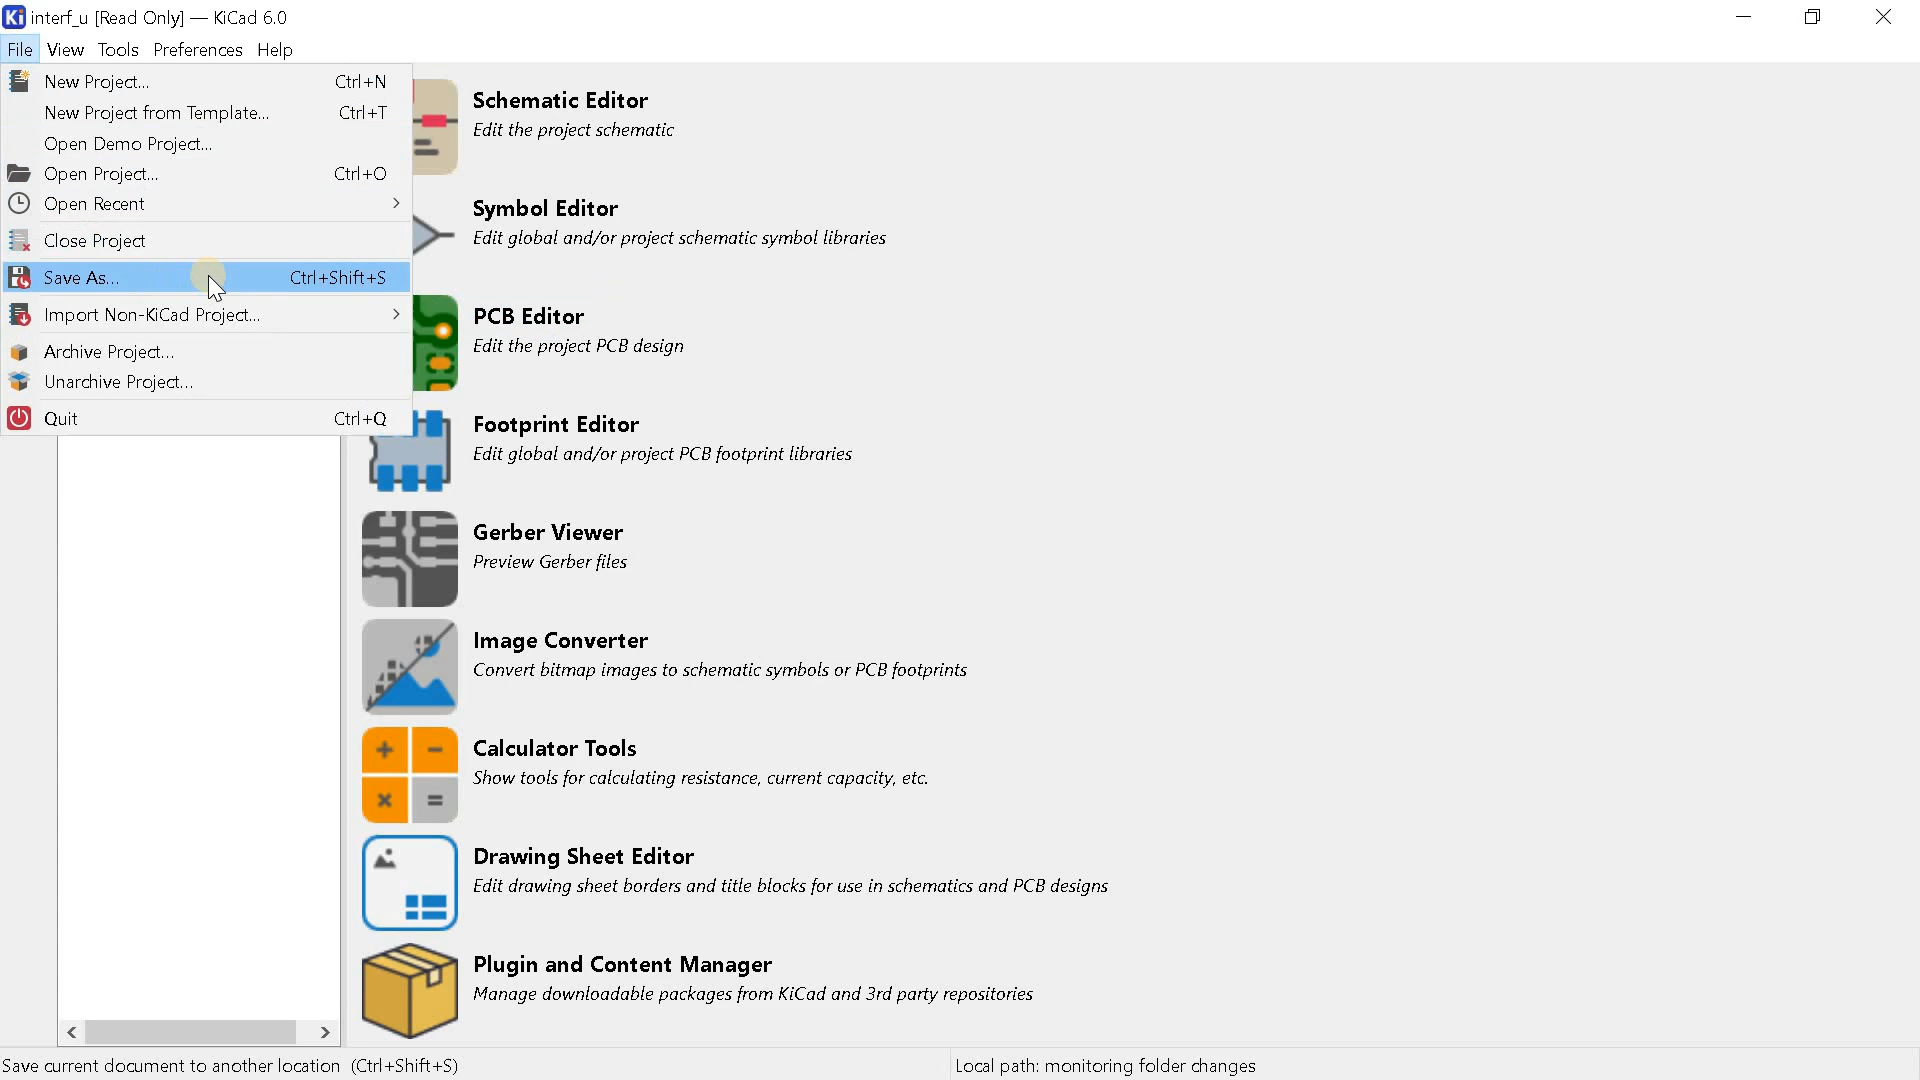 interf_u [Read Only] — KiCad 6.0
File View Tools Preferences Help
New Project... Ctrl+N
New Project from Template... Ctrl+T
Open Demo Project...
Open Project... Ctrl+O
Open Recent
Close Project
Save As... Ctrl+Shift+S
Import Non-KiCad Project...
Archive Project...
Unarchive Project...
Quit Ctrl+Q
Schematic Editor
Edit the project schematic
Symbol Editor
Edit global and/or project schematic symbol libraries
PCB Editor
Edit the project PCB design
Footprint Editor
Edit global and/or project PCB footprint libraries
Gerber Viewer
Preview Gerber files
Image Converter
Convert bitmap images to schematic symbols or PCB footprints
Calculator Tools
Show tools for calculating resistance, current capacity, etc.
Drawing Sheet Editor
Edit drawing sheet borders and title blocks for use in schematics and PCB designs
Plugin and Content Manager
Manage downloadable packages from KiCad and 3rd party repositories
Save current document to another location (Ctrl+Shift+S)
Local path: monitoring folder changes